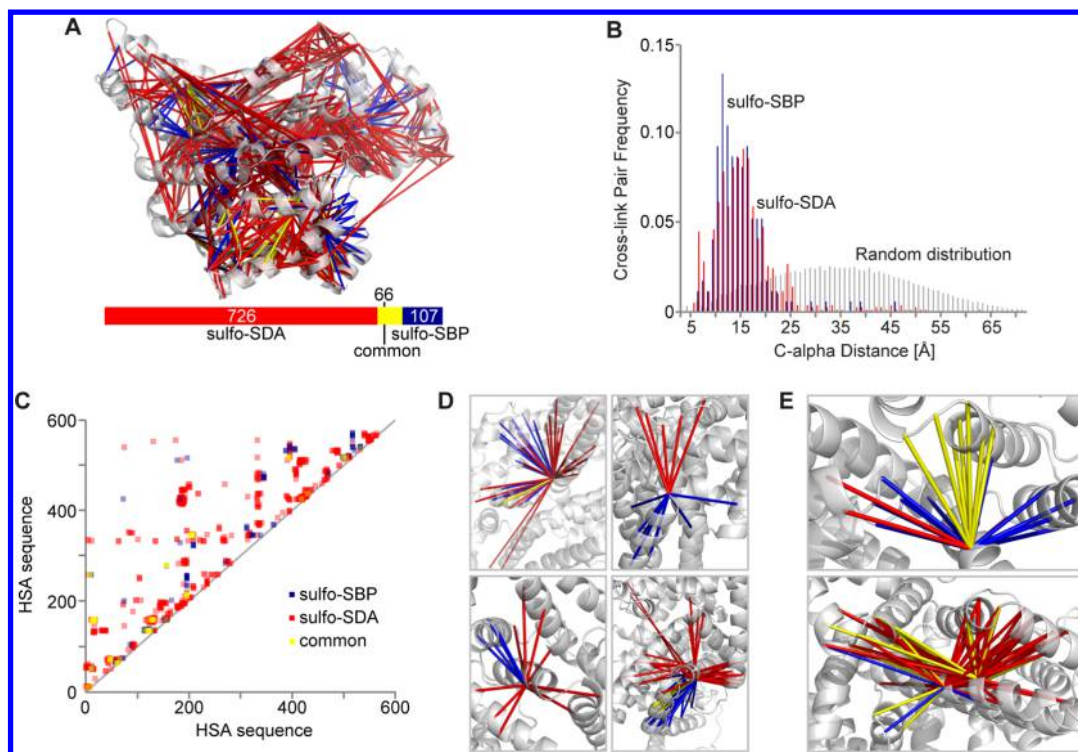 A
726
66
107
sulfo-SDA
sulfo-SBP
common
B
0.15
0.10
0.05
0
Cross-link Pair Frequency
sulfo-SBP
sulfo-SDA
Random distribution
5 15 25 35 45 55 65
C-alpha Distance [Å]
C
600
400
200
0
HSA sequence
sulfo-SBP
sulfo-SDA
common
0 200 400 600
HSA sequence
D
E